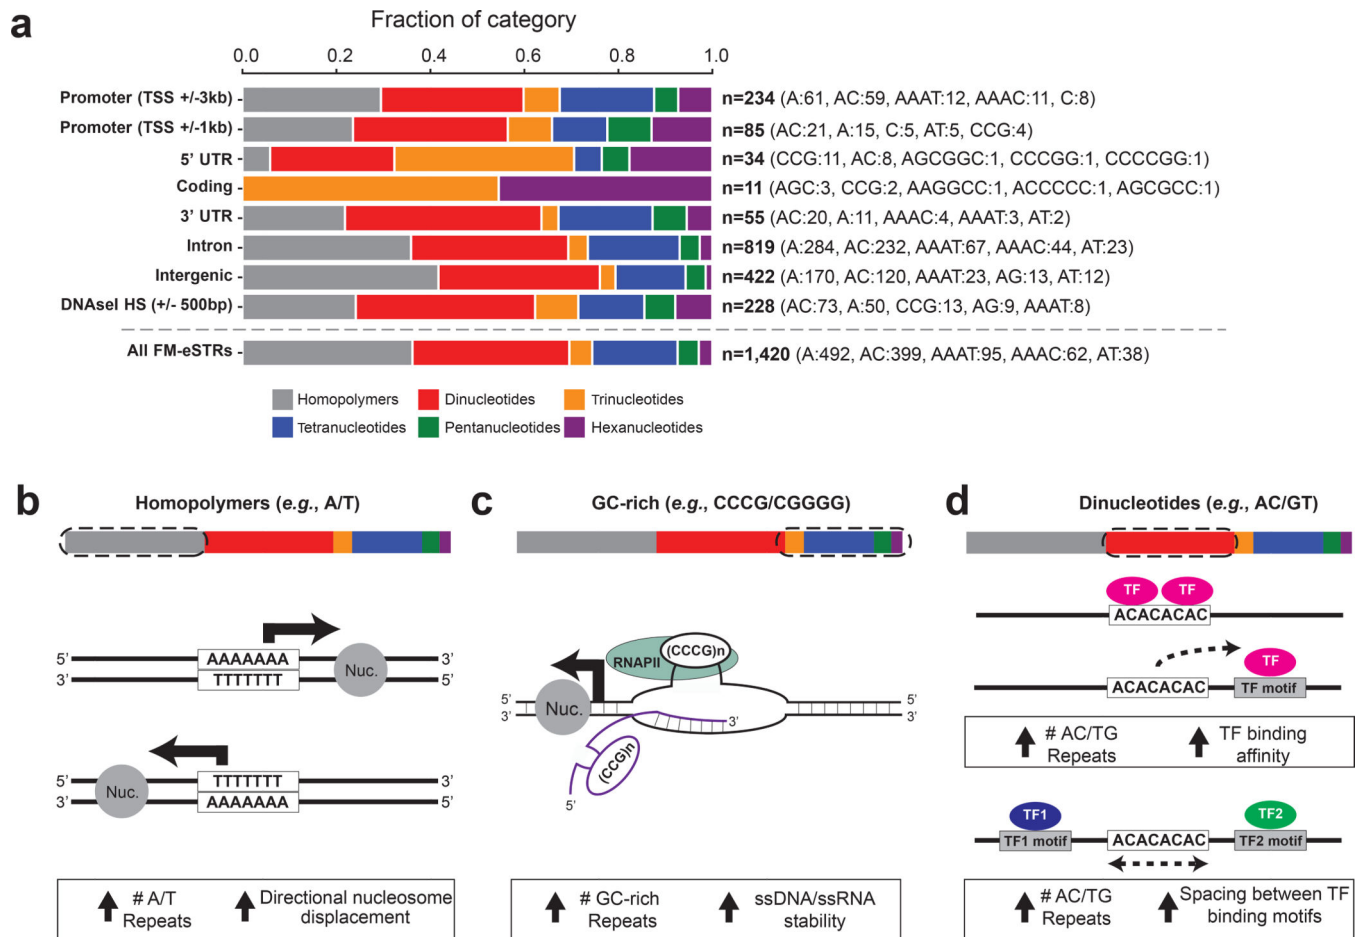 a
Fraction of category
0.0 0.2 0.4 0.6 0.8 1.0
Promoter (TSS +/-3kb) n=234 (A:61, AC:59, AAAT:12, AAAC:11, C:8)
Promoter (TSS +/-1kb) n=85 (AC:21, A:15, C:5, AT:5, CCG:4)
5' UTR n=34 (CCG:11, AC:8, AGCGGC:1, CCCGG:1, CCCCGG:1)
Coding n=11 (AGC:3, CCG:2, AAGGCC:1, ACCCCC:1, AGCGCC:1)
3' UTR n=55 (AC:20, A:11, AAAC:4, AAAT:3, AT:2)
Intron n=819 (A:284, AC:232, AAAT:67, AAAC:44, AT:23)
Intergenic n=422 (A:170, AC:120, AAAT:23, AG:13, AT:12)
DNAseI HS (+/- 500bp) n=228 (AC:73, A:50, CCG:13, AG:9, AAAT:8)
All FM-eSTRs n=1,420 (A:492, AC:399, AAAT:95, AAAC:62, AT:38)
Homopolymers Dinucleotides Trinucleotides
Tetranucleotides Pentanucleotides Hexanucleotides
b
Homopolymers (e.g., A/T)
5' AAAAAAA 3'
3' TTTTTTT 5'
Nuc.
5' TTTTTTT 3'
3' AAAAAAA 5'
Nuc.
# A/T
Repeats
Directional nucleosome
displacement
c
GC-rich (e.g., CCCG/CGGGG)
RNAPII
(CCCG)n
5' 3'
3' 5'
Nuc.
3'
(CCG)n
5'
# GC-rich
Repeats
ssDNA/ssRNA
stability
d
Dinucleotides (e.g., AC/GT)
TF TF
ACACACAC
TF
ACACACAC TF motif
# AC/TG
Repeats
TF binding
affinity
TF1 TF2
TF1 motif ACACACAC TF2 motif
# AC/TG
Repeats
Spacing between TF
binding motifs